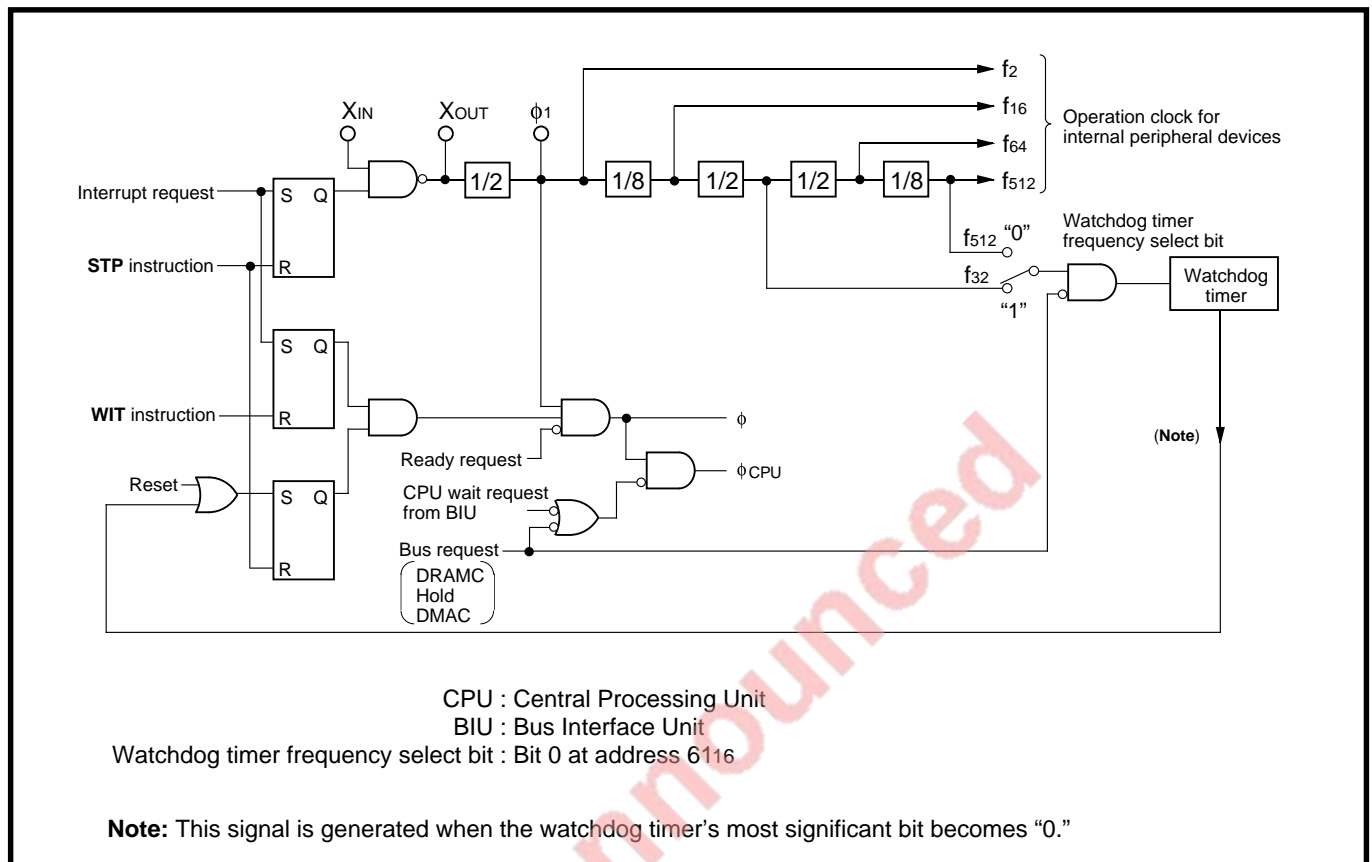 f2
XIN XOUT ϕ1
f16
Operation clock for
internal peripheral devices
f64
Interrupt request
S Q
1/2 1/8 1/2 1/2 1/8
f512
STP instruction
R
f512 "0"
Watchdog timer
frequency select bit
f32
"1"
Watchdog
timer
S Q
WIT instruction
R
ϕ
(Note)
Ready request
ϕCPU
Reset
S Q
CPU wait request
from BIU
Bus request
R
DRAMC
Hold
DMAC
CPU : Central Processing Unit
BIU : Bus Interface Unit
Watchdog timer frequency select bit : Bit 0 at address 6116
Note: This signal is generated when the watchdog timer's most significant bit becomes "0."